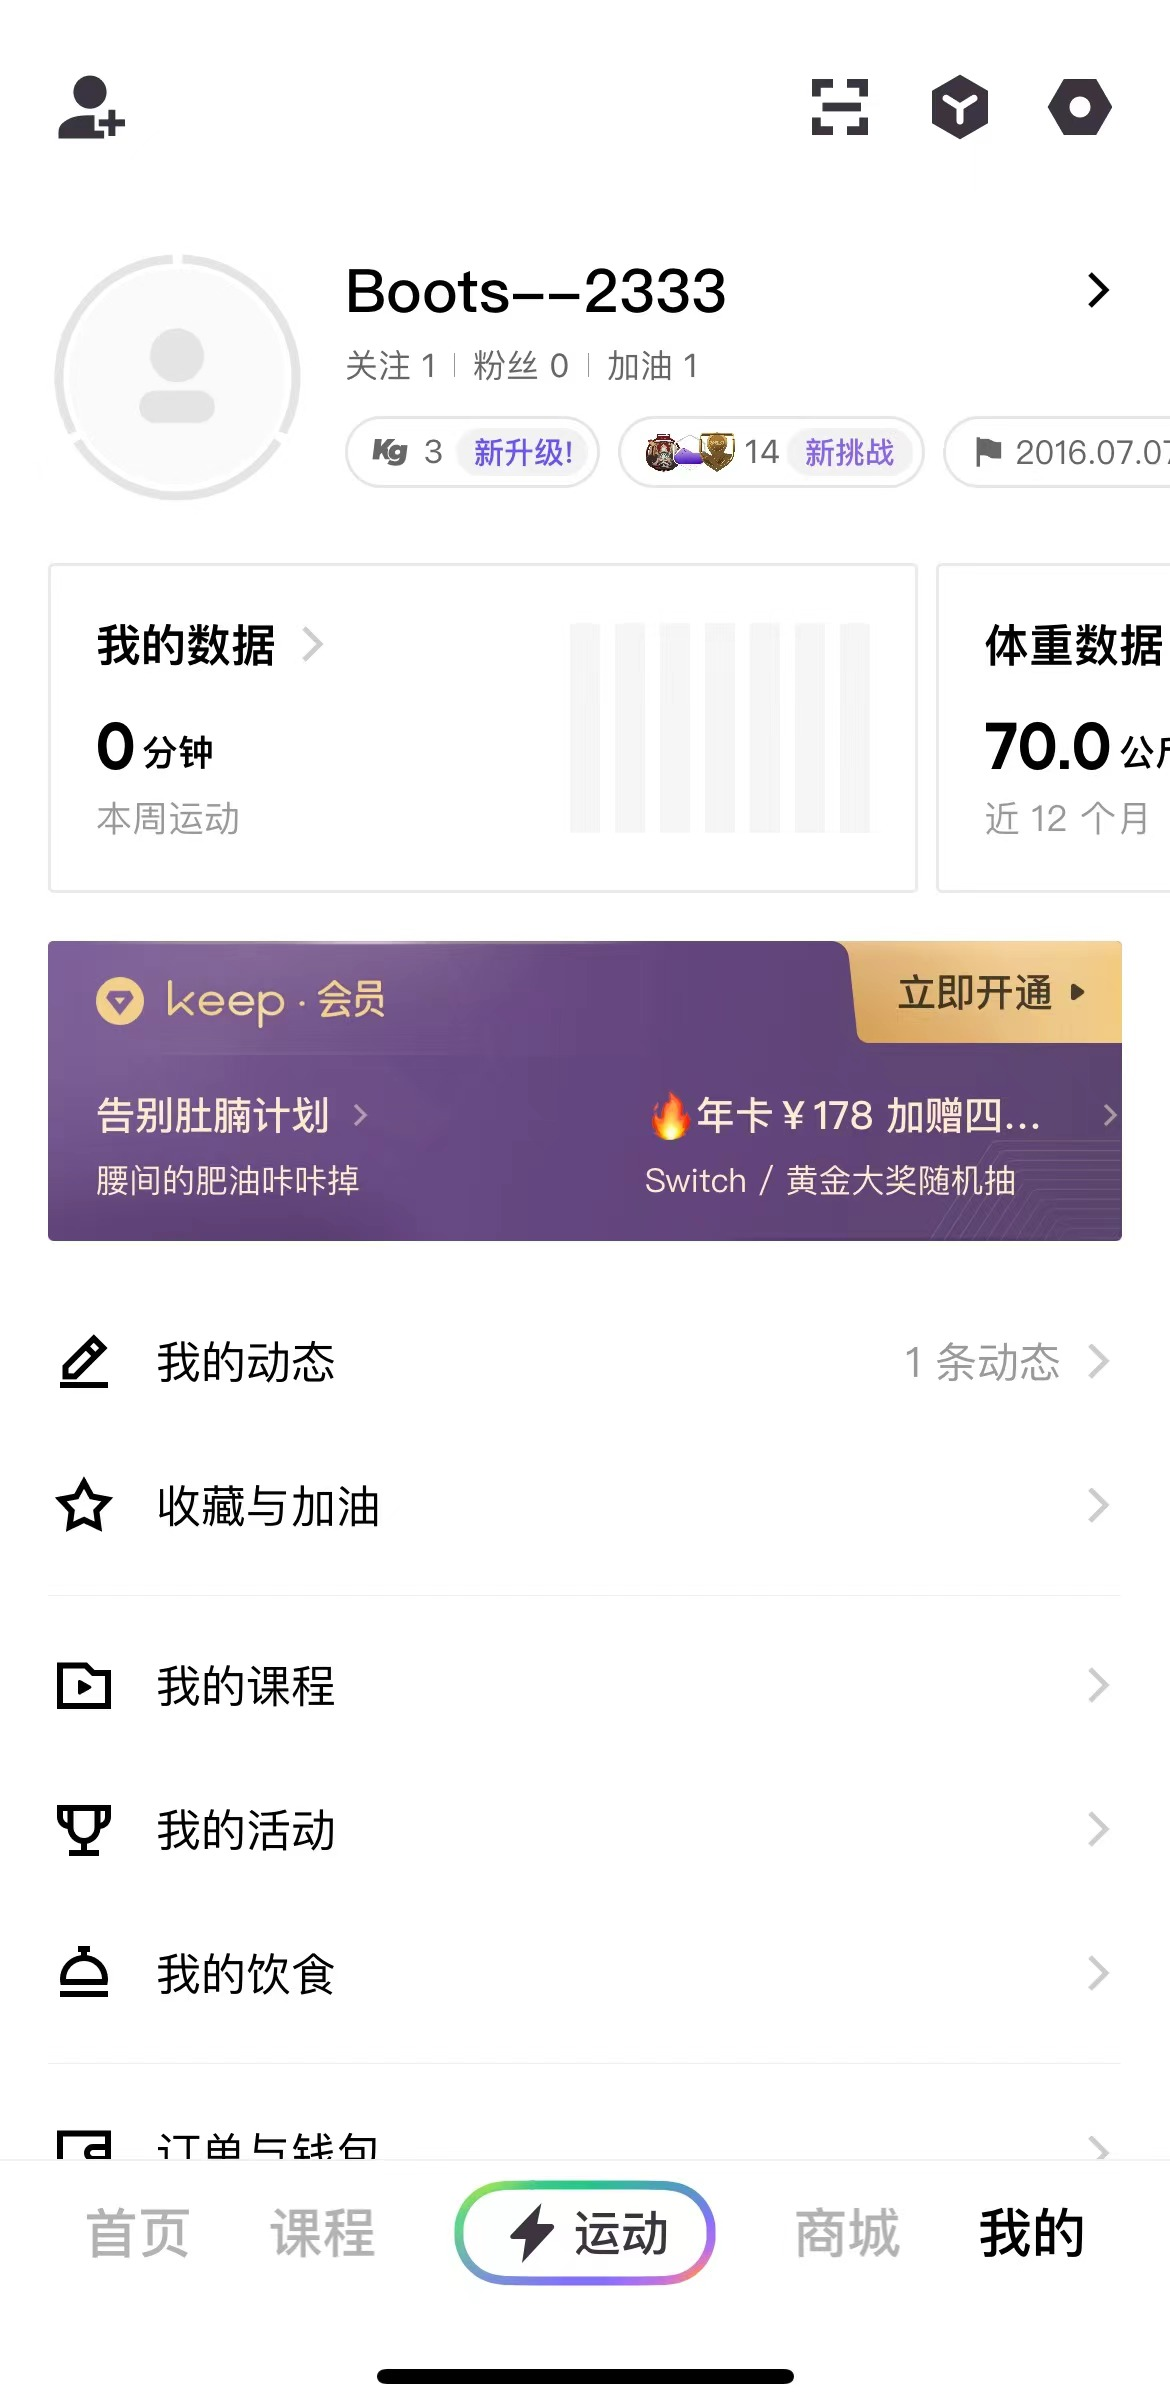 Boots--2333
关注 1 | 粉丝 0 | 加油 1
Kg 3 新升级! 14 新挑战 2016.07.07
我的数据
0 分钟
本周运动
体重数据
70.0 公斤
近 12 个月
keep · 会员
立即开通
告别肚腩计划
腰间的肥油咔咔掉
🔥年卡￥178 加赠四...
Switch / 黄金大奖随机抽
我的动态 1 条动态
收藏与加油
我的课程
我的活动
我的饮食
订单与钱包
首页 课程 运动 商城 我的